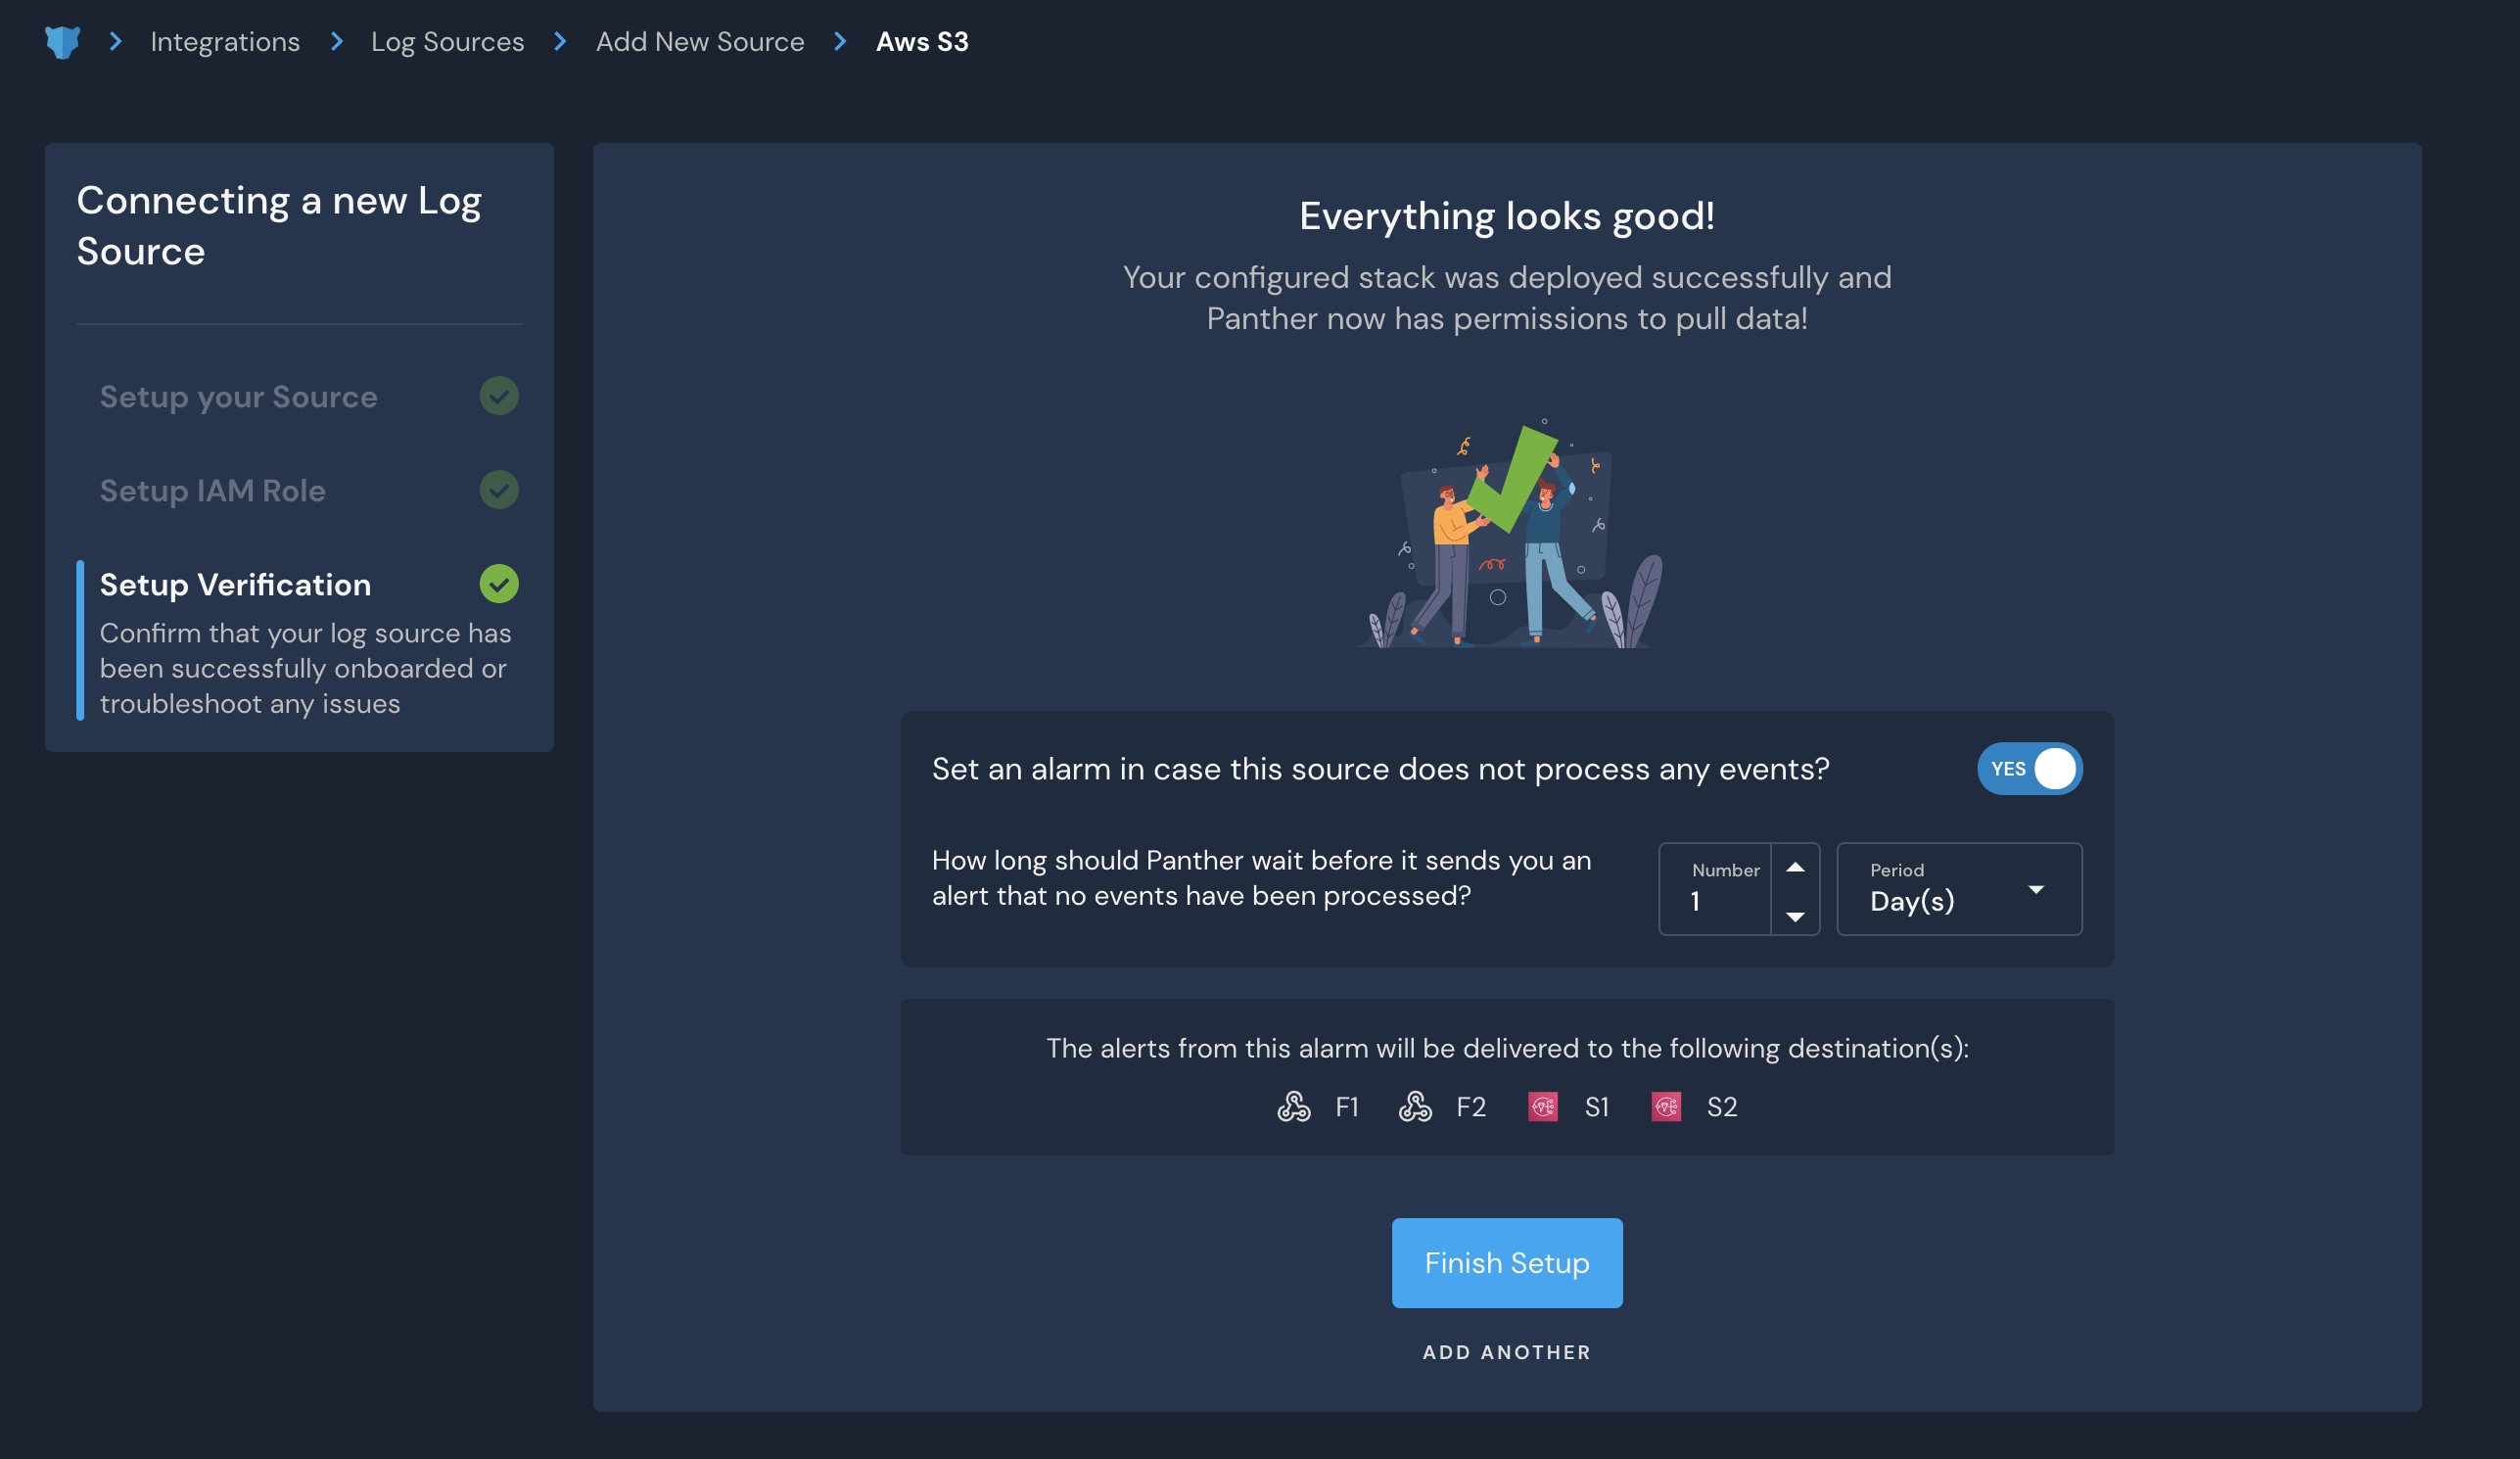 Integrations
Log Sources
Add New Source
Aws S3
Connecting a new Log
Source
Setup your Source
Setup IAM Role
Setup Verification
Confirm that your log source has
been successfully onboarded or
troubleshoot any issues
Everything looks good!
Your configured stack was deployed successfully and
Panther now has permissions to pull data!
Set an alarm in case this source does not process any events?
YES
How long should Panther wait before it sends you an
alert that no events have been processed?
Number
1
Period
Day(s)
The alerts from this alarm will be delivered to the following destination(s):
F1 F2 S1 S2
Finish Setup
ADD ANOTHER